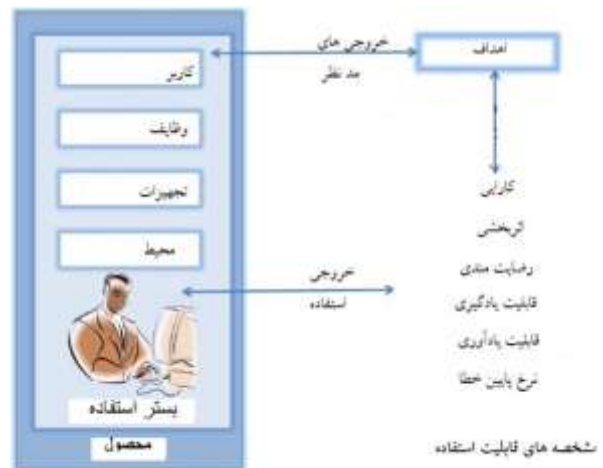 اهداف
خروجی های
مد نظر
کاربر
وظایف
تجهیزات
محیط
کارایی
اثربخشی
رضایت مندی
قابلیت یادگیری
قابلیت یادآوری
نرخ پایین خطا
خروجی
استفاده
بستر استفاده
محصول
مشخصه های قابلیت استفاده